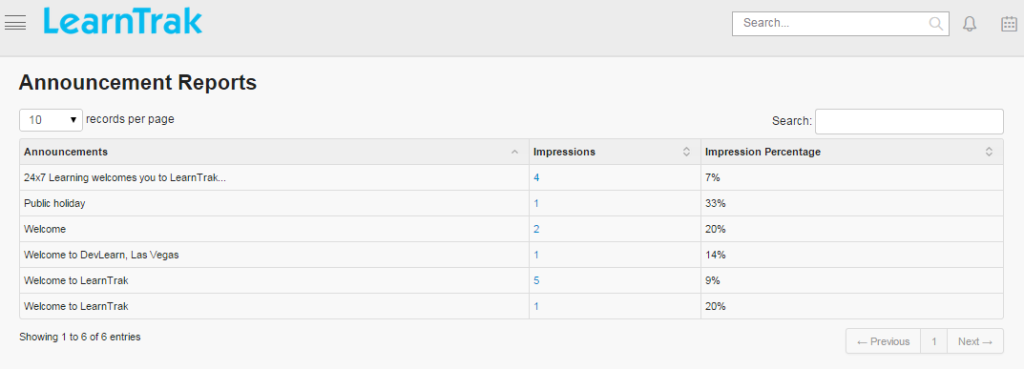 LearnTrak
Search...
Announcement Reports
10 records per page
Search:
Announcements Impressions Impression Percentage
24x7 Learning welcomes you to LearnTrak... 4 7%
Public holiday 1 33%
Welcome 2 20%
Welcome to DevLearn, Las Vegas 1 14%
Welcome to LearnTrak 5 9%
Welcome to LearnTrak 1 20%
Showing 1 to 6 of 6 entries
← Previous 1 Next →